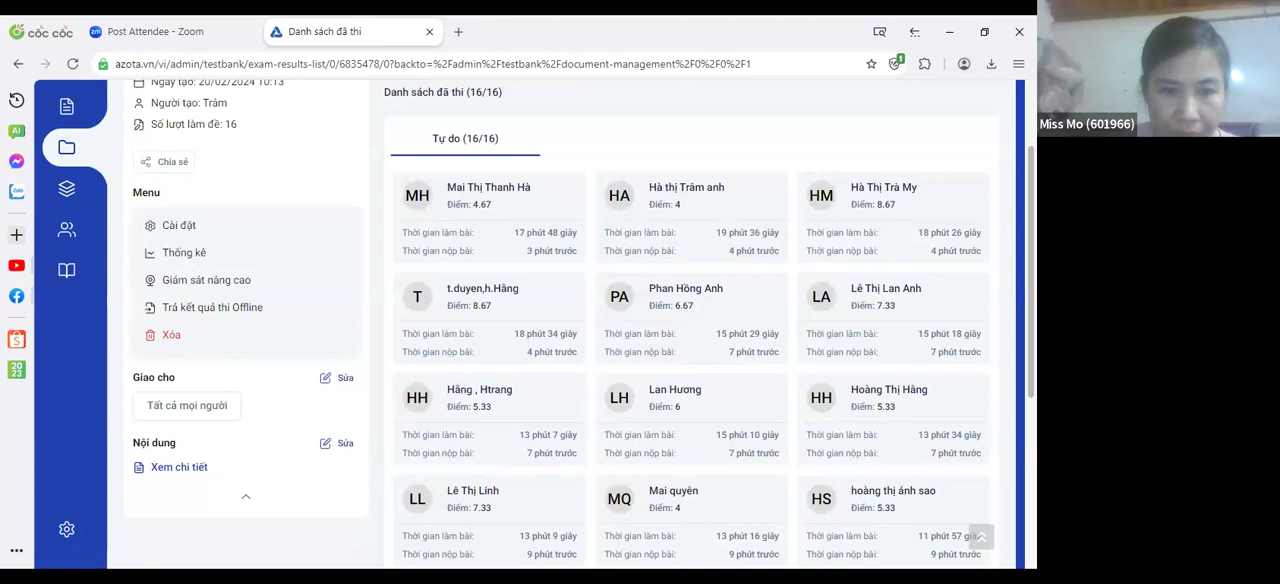 cốc cốc
zm
Post Attendee - Zoom
Danh sách đã thi
azota.vn/vi/admin/testbank/exam-results-list/0/6835478/0?backto=%2Fadmin%2Ftestbank%2Fdocument-management%2F0%2F0%2F1
1
Ngày tạo: 20/02/2024 10:13
Người tạo: Trâm
Số lượt làm đề: 16
Chia sẻ
Menu
Cài đặt
Thống kê
Giám sát nâng cao
Trả kết quả thi Offline
Xóa
Giao cho
Sửa
Tất cả mọi người
Nội dung
Sửa
Xem chi tiết
AI
Zalo
20
23
Danh sách đã thi (16/16)
Tự do (16/16)
MH
Mai Thị Thanh Hà
Điểm: 4.67
Thời gian làm bài: 17 phút 48 giây
Thời gian nộp bài: 3 phút trước
HA
Hà thị Trâm anh
Điểm: 4
Thời gian làm bài: 19 phút 36 giây
Thời gian nộp bài: 4 phút trước
HM
Hà Thị Trà My
Điểm: 8.67
Thời gian làm bài: 18 phút 26 giây
Thời gian nộp bài: 4 phút trước
T
t.duyen,h.Hằng
Điểm: 8.67
Thời gian làm bài: 18 phút 34 giây
Thời gian nộp bài: 4 phút trước
PA
Phan Hồng Anh
Điểm: 6.67
Thời gian làm bài: 15 phút 29 giây
Thời gian nộp bài: 7 phút trước
LA
Lê Thị Lan Anh
Điểm: 7.33
Thời gian làm bài: 15 phút 18 giây
Thời gian nộp bài: 7 phút trước
HH
Hằng , Htrang
Điểm: 5.33
Thời gian làm bài: 13 phút 7 giây
Thời gian nộp bài: 7 phút trước
LH
Lan Hương
Điểm: 6
Thời gian làm bài: 15 phút 10 giây
Thời gian nộp bài: 7 phút trước
HH
Hoàng Thị Hằng
Điểm: 5.33
Thời gian làm bài: 13 phút 34 giây
Thời gian nộp bài: 7 phút trước
LL
Lê Thị Linh
Điểm: 7.33
Thời gian làm bài: 13 phút 9 giây
Thời gian nộp bài: 9 phút trước
MQ
Mai quyên
Điểm: 4
Thời gian làm bài: 13 phút 16 giây
Thời gian nộp bài: 9 phút trước
HS
hoàng thị ánh sao
Điểm: 5.33
Thời gian làm bài: 11 phút 57
Thời gian nộp bài: 9 phút trước
Miss Mo (601966)